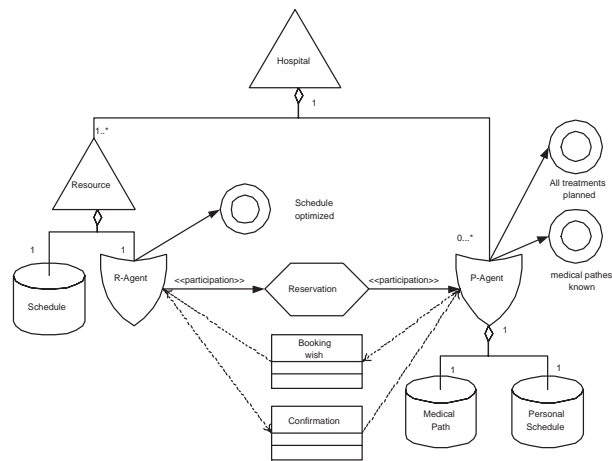 Hospital
1
1..*
Resource
Schedule
optimized
All treatments
planned
0...*
1
1
R-Agent
<<participation>>
Reservation
<<participation>>
P-Agent
medical pathes
known
Schedule
Booking
wish
1
1
1
Confirmation
Medical
Path
Personal
Schedule